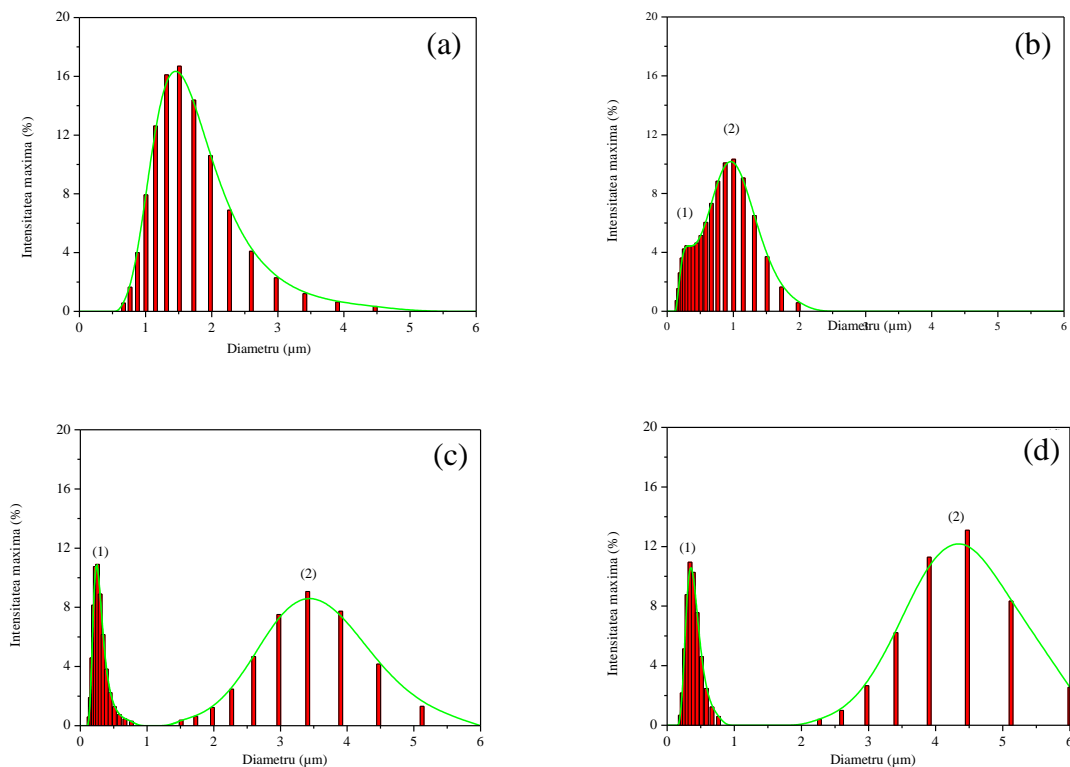 (a)
20
16
12
8
4
0
Intensitatea maxima (%)
0 1 2 3 4 5 6
Diametru (µm)
(b)
20
16
12
8
4
0
Intensitatea maxima (%)
(1)
(2)
0 1 2 3 4 5 6
Diametru (µm)
(c)
20
16
12
8
4
0
Intensitatea maxima (%)
(1)
(2)
0 1 2 3 4 5 6
Diametru (µm)
(d)
20
16
12
8
4
0
Intensitatea maxima (%)
(1)
(2)
0 1 2 3 4 5 6
Diametru (µm)